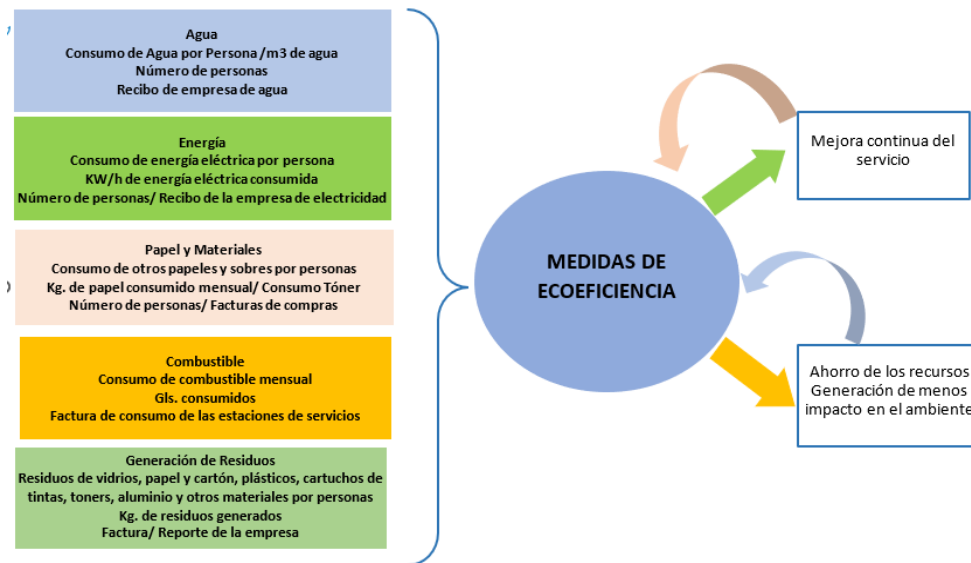 Agua
Consumo de Agua por Persona /m3 de agua
Número de personas
Recibo de empresa de agua
Energía
Consumo de energía eléctrica por persona
KW/h de energía eléctrica consumida
Número de personas/ Recibo de la empresa de electricidad
Papel y Materiales
Consumo de otros papeles y sobres por personas
Kg. de papel consumido mensual/ Consumo Tóner
Número de personas/ Facturas de compras
Combustible
Consumo de combustible mensual
Gls. consumidos
Factura de consumo de las estaciones de servicios
Generación de Residuos
Residuos de vidrios, papel y cartón, plásticos, cartuchos de
tintas, toners, aluminio y otros materiales por personas
Kg. de residuos generados
Factura/ Reporte de la empresa
MEDIDAS DE
ECOEFICIENCIA
Mejora continua del
servicio
Ahorro de los recursos
Generación de menos
impacto en el ambiente